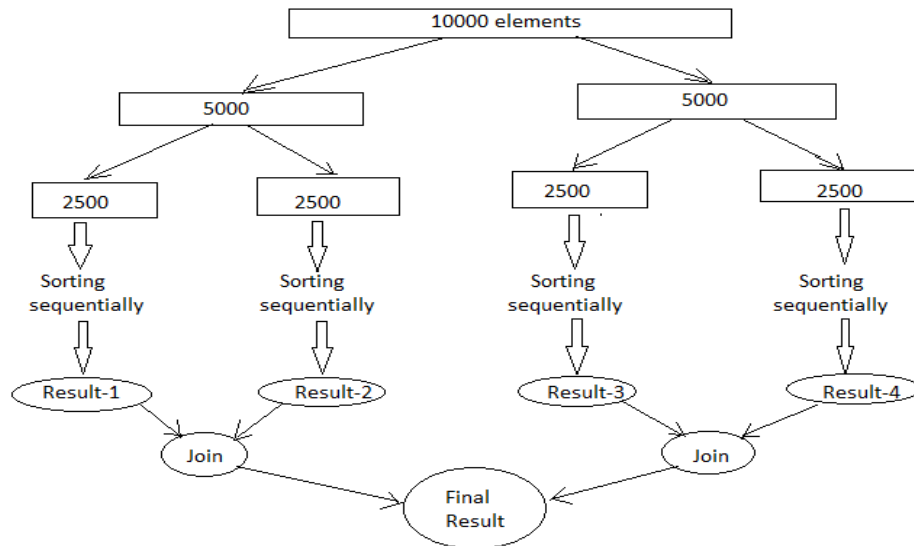 10000 elements
5000
5000
2500
2500
2500
2500
Sorting
sequentially
Sorting
sequentially
Sorting
sequentially
Sorting
sequentially
Result-1
Result-2
Result-3
Result-4
Join
Join
Final
Result